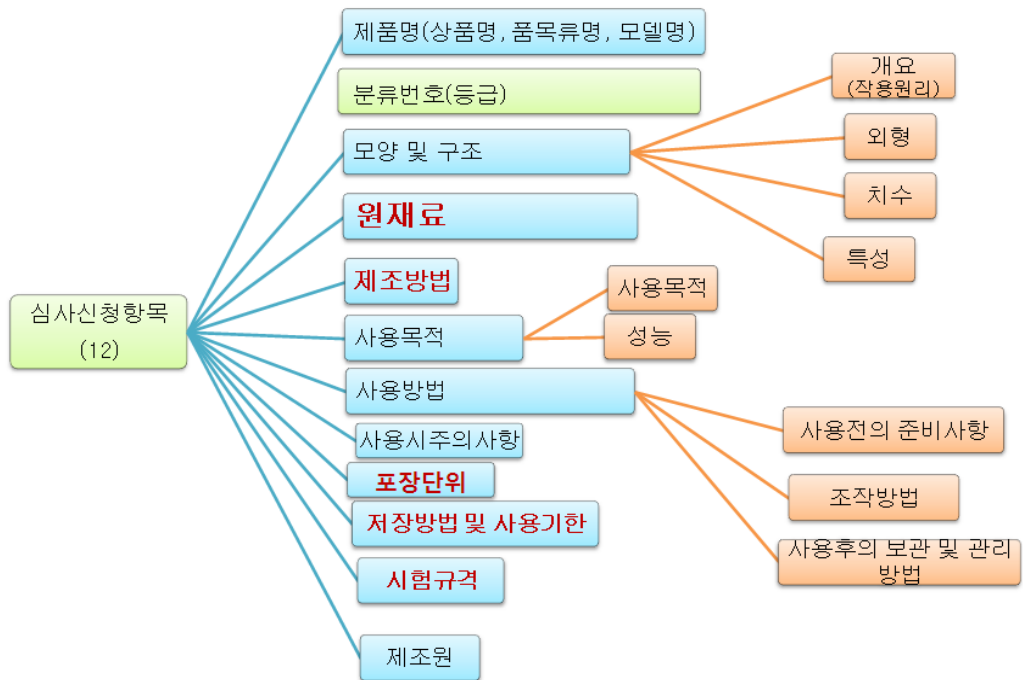 제품명(상품명, 품목류명, 모델명)
분류번호(등급)
모양 및 구조
개요
(작용원리)
외형
치수
특성
원재료
제조방법
심사신청항목
(12)
사용목적
사용목적
성능
사용방법
사용전의 준비사항
조작방법
사용후의 보관 및 관리
방법
사용시주의사항
포장단위
저장방법 및 사용기한
시험규격
제조원